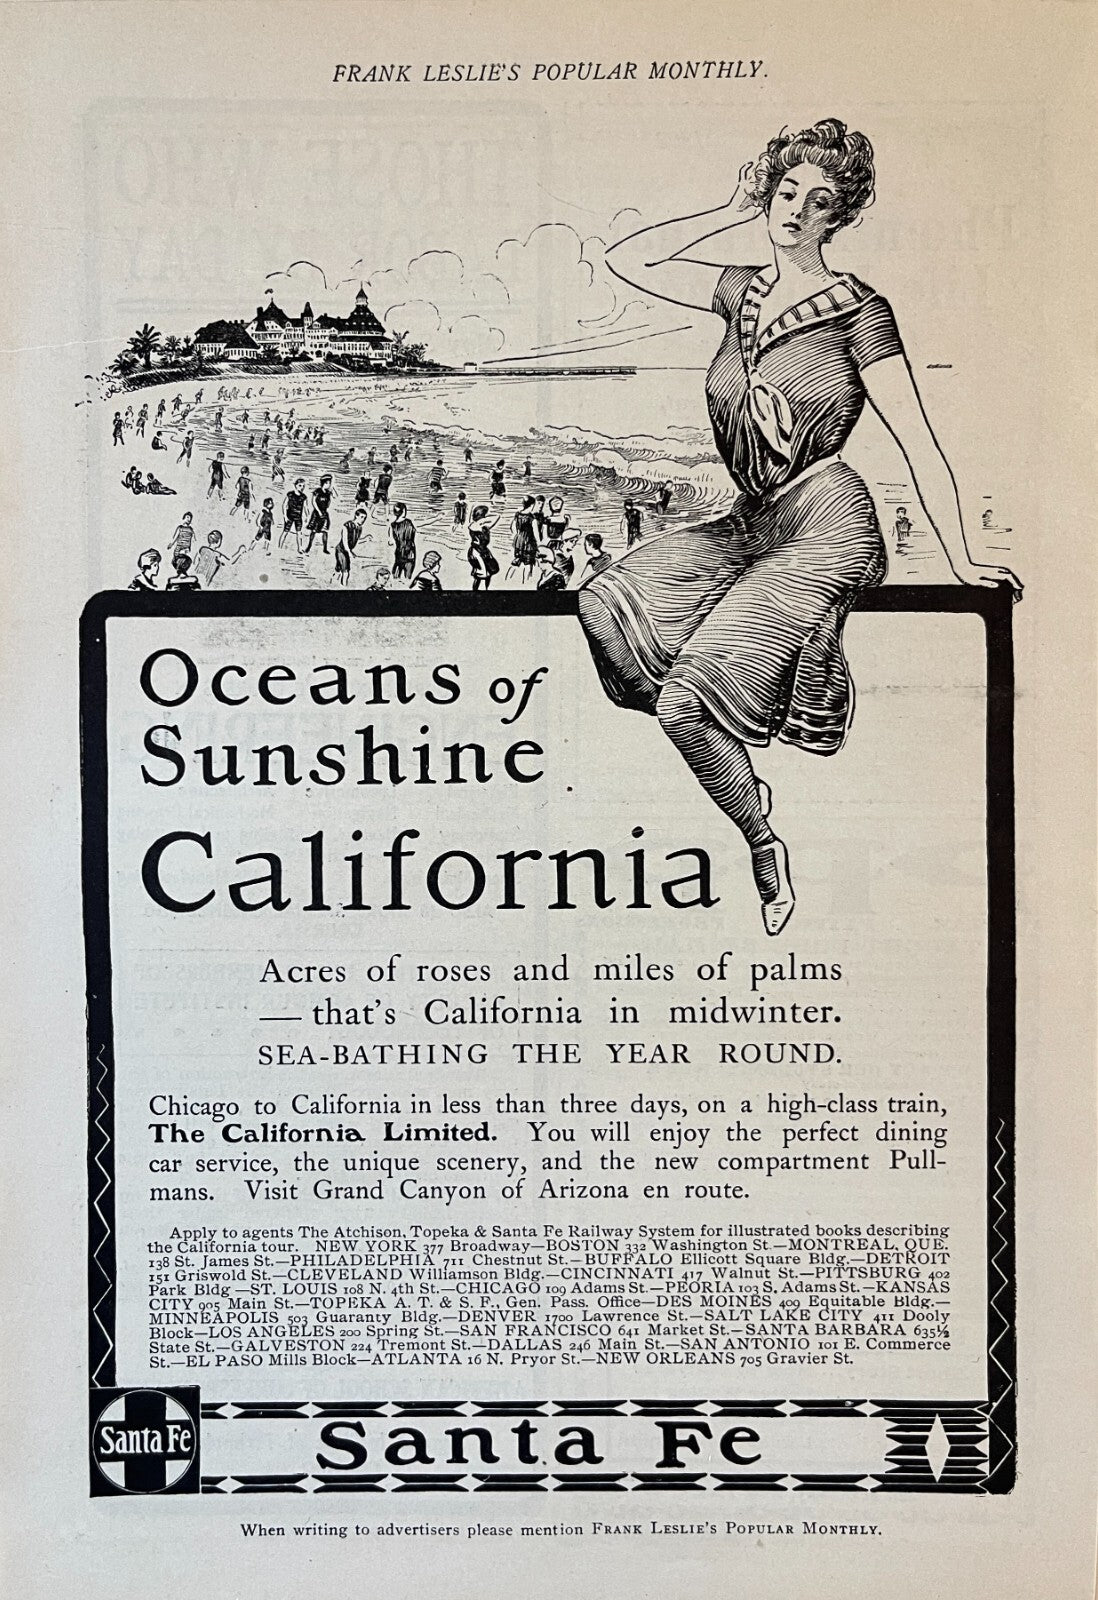 FRANK LESLIE'S POPULAR MONTHLY.
Oceans of
Sunshine
California
Acres of roses and miles of palms
— that's California in midwinter.
SEA-BATHING THE YEAR ROUND.
Chicago to California in less than three days, on a high-class train,
The California Limited. You will enjoy the perfect dining
car service, the unique scenery, and the new compartment Pull-
mans. Visit Grand Canyon of Arizona en route.
Apply to agents The Atchison, Topeka & Santa Fe Railway System for illustrated books describing
the California tour. NEW YORK 377 Broadway—BOSTON 332 Washington St.—MONTREAL, QUE.
138 St. James St.—PHILADELPHIA 711 Chestnut St.—BUFFALO Ellicott Square Bldg.—DETROIT
151 Griswold St.—CLEVELAND Williamson Bldg.—CINCINNATI 417 Walnut St.—PITTSBURG 402
Park Bldg—ST. LOUIS 108 N. 4th St.—CHICAGO 109 Adams St.—PEORIA 103 S. Adams St.—KANSAS
CITY 905 Main St.—TOPEKA A. T. & S. F., Gen. Pass. Office—DES MOINES 409 Equitable Bldg.—
MINNEAPOLIS 503 Guaranty Bldg.—DENVER 1700 Lawrence St.—SALT LAKE CITY 411 Dooly
Block—LOS ANGELES 200 Spring St.—SAN FRANCISCO 641 Market St.—SANTA BARBARA 635½
State St.—GALVESTON 224 Tremont St.—DALLAS 246 Main St.—SAN ANTONIO 101 E. Commerce
St.—EL PASO Mills Block—ATLANTA 16 N. Pryor St.—NEW ORLEANS 705 Gravier St.
Santa Fe
Santa Fe
When writing to advertisers please mention FRANK LESLIE'S POPULAR MONTHLY.